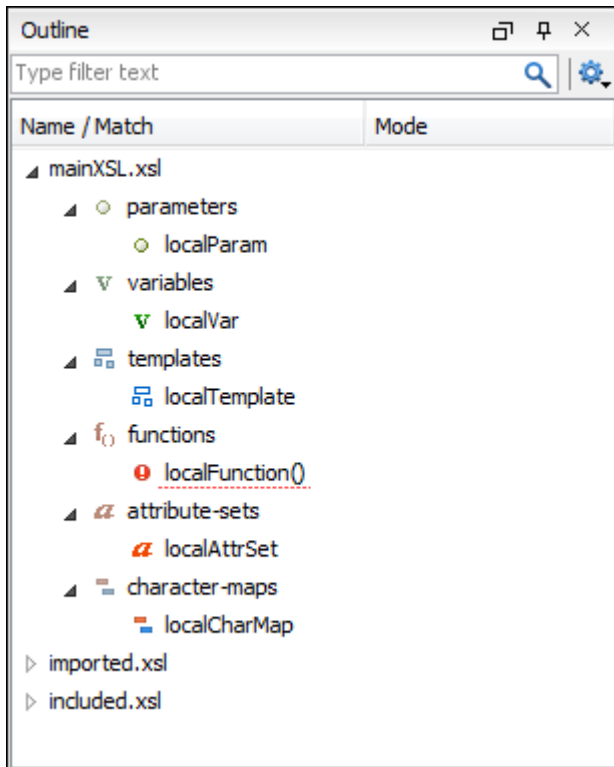 Outline
Type filter text
Name / Match Mode
mainXSL.xsl
parameters
localParam
v variables
v localVar
templates
localTemplate
f() functions
localFunction()
a attribute-sets
a localAttrSet
character-maps
localCharMap
imported.xsl
included.xsl